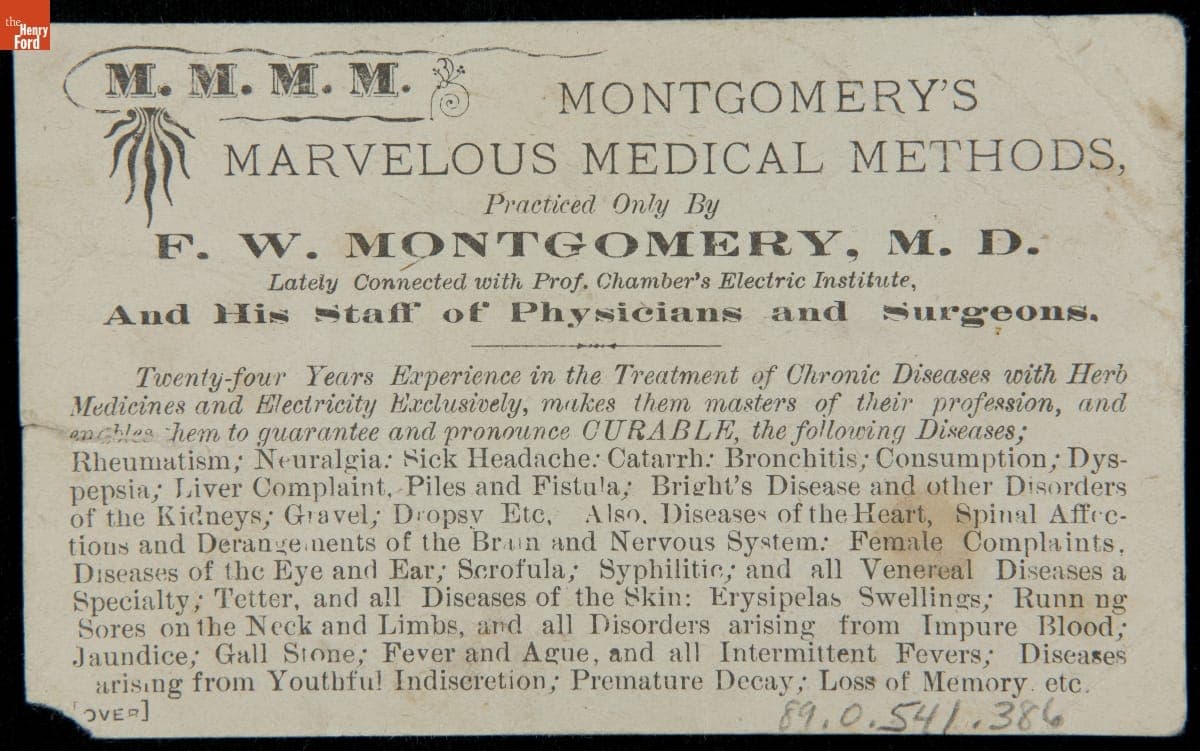 the
Henry
Ford
M. M. M. M.
MONTGOMERY'S
MARVELOUS MEDICAL METHODS,
Practiced Only By
F. W. MONTGOMERY, M. D.
Lately Connected with Prof. Chamber's Electric Institute,
And His Staff of Physicians and Surgeons.
Twenty-four Years Experience in the Treatment of Chronic Diseases with Herb
Medicines and Electricity Exclusively, makes them masters of their profession, and
enables them to guarantee and pronounce CURABLE, the following Diseases;
Rheumatism; Neuralgia: Sick Headache: Catarrh: Bronchitis; Consumption; Dys-
pepsia; Liver Complaint, Piles and Fistula; Bright's Disease and other Disorders
of the Kidneys; Gravel; Dropsy Etc. Also, Diseases of the Heart, Spinal Affec-
tions and Derangements of the Brain and Nervous System: Female Complaints,
Diseases of the Eye and Ear; Scrofula; Syphilitic; and all Venereal Diseases a
Specialty; Tetter, and all Diseases of the Skin: Erysipelas Swellings; Running
Sores on the Neck and Limbs, and all Disorders arising from Impure Blood;
Jaundice; Gall Stone; Fever and Ague, and all Intermittent Fevers; Diseases
arising from Youthful Indiscretion; Premature Decay; Loss of Memory etc.
[OVER]
89.0.541.386